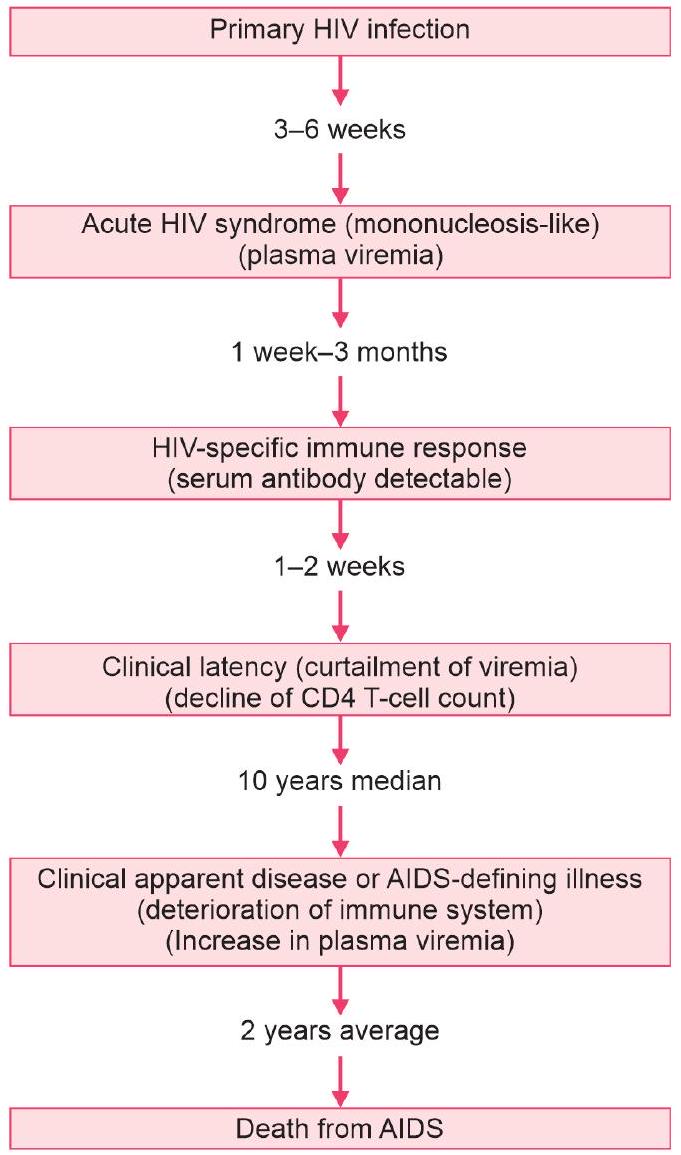 Primary HIV infection
3–6 weeks
Acute HIV syndrome (mononucleosis-like)
(plasma viremia)
1 week–3 months
HIV-specific immune response
(serum antibody detectable)
1–2 weeks
Clinical latency (curtailment of viremia)
(decline of CD4 T-cell count)
10 years median
Clinical apparent disease or AIDS-defining illness
(deterioration of immune system)
(Increase in plasma viremia)
2 years average
Death from AIDS